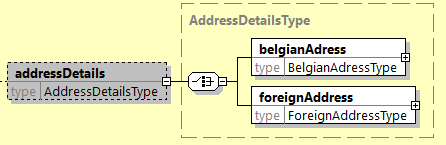 AddressDetailsType
belgianAdress
type BelgianAdressType
addressDetails
type AddressDetailsType
foreignAddress
type ForeignAddressType